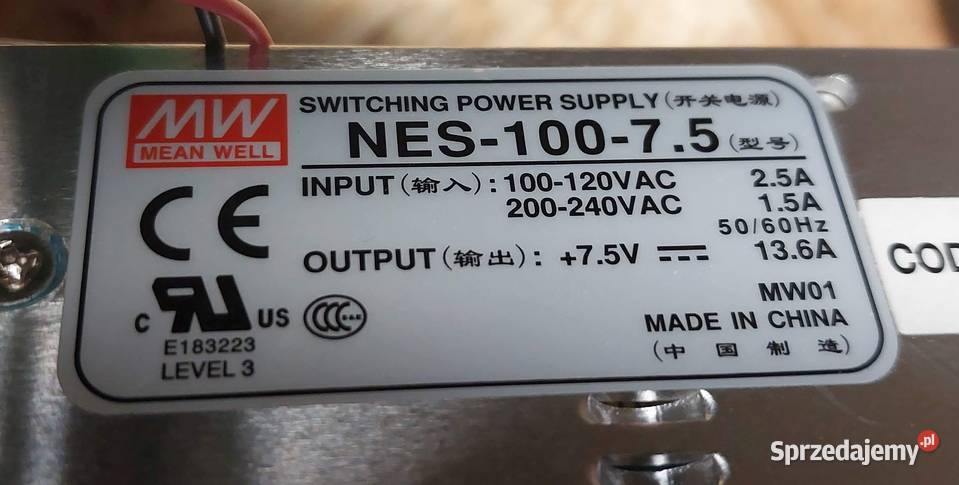 MW
MEAN WELL
SWITCHING POWER SUPPLY (开关电源)
NES-100-7.5 (型号)
INPUT (输入) : 100-120VAC 2.5A
200-240VAC 1.5A
50/60Hz
OUTPUT (输出) : +7.5V ⎓ 13.6A
CE
C RU US
CCC
S&E
E183223
LEVEL 3
MW01
MADE IN CHINA
(中国制造)
COD
Sprzedajemy.pl